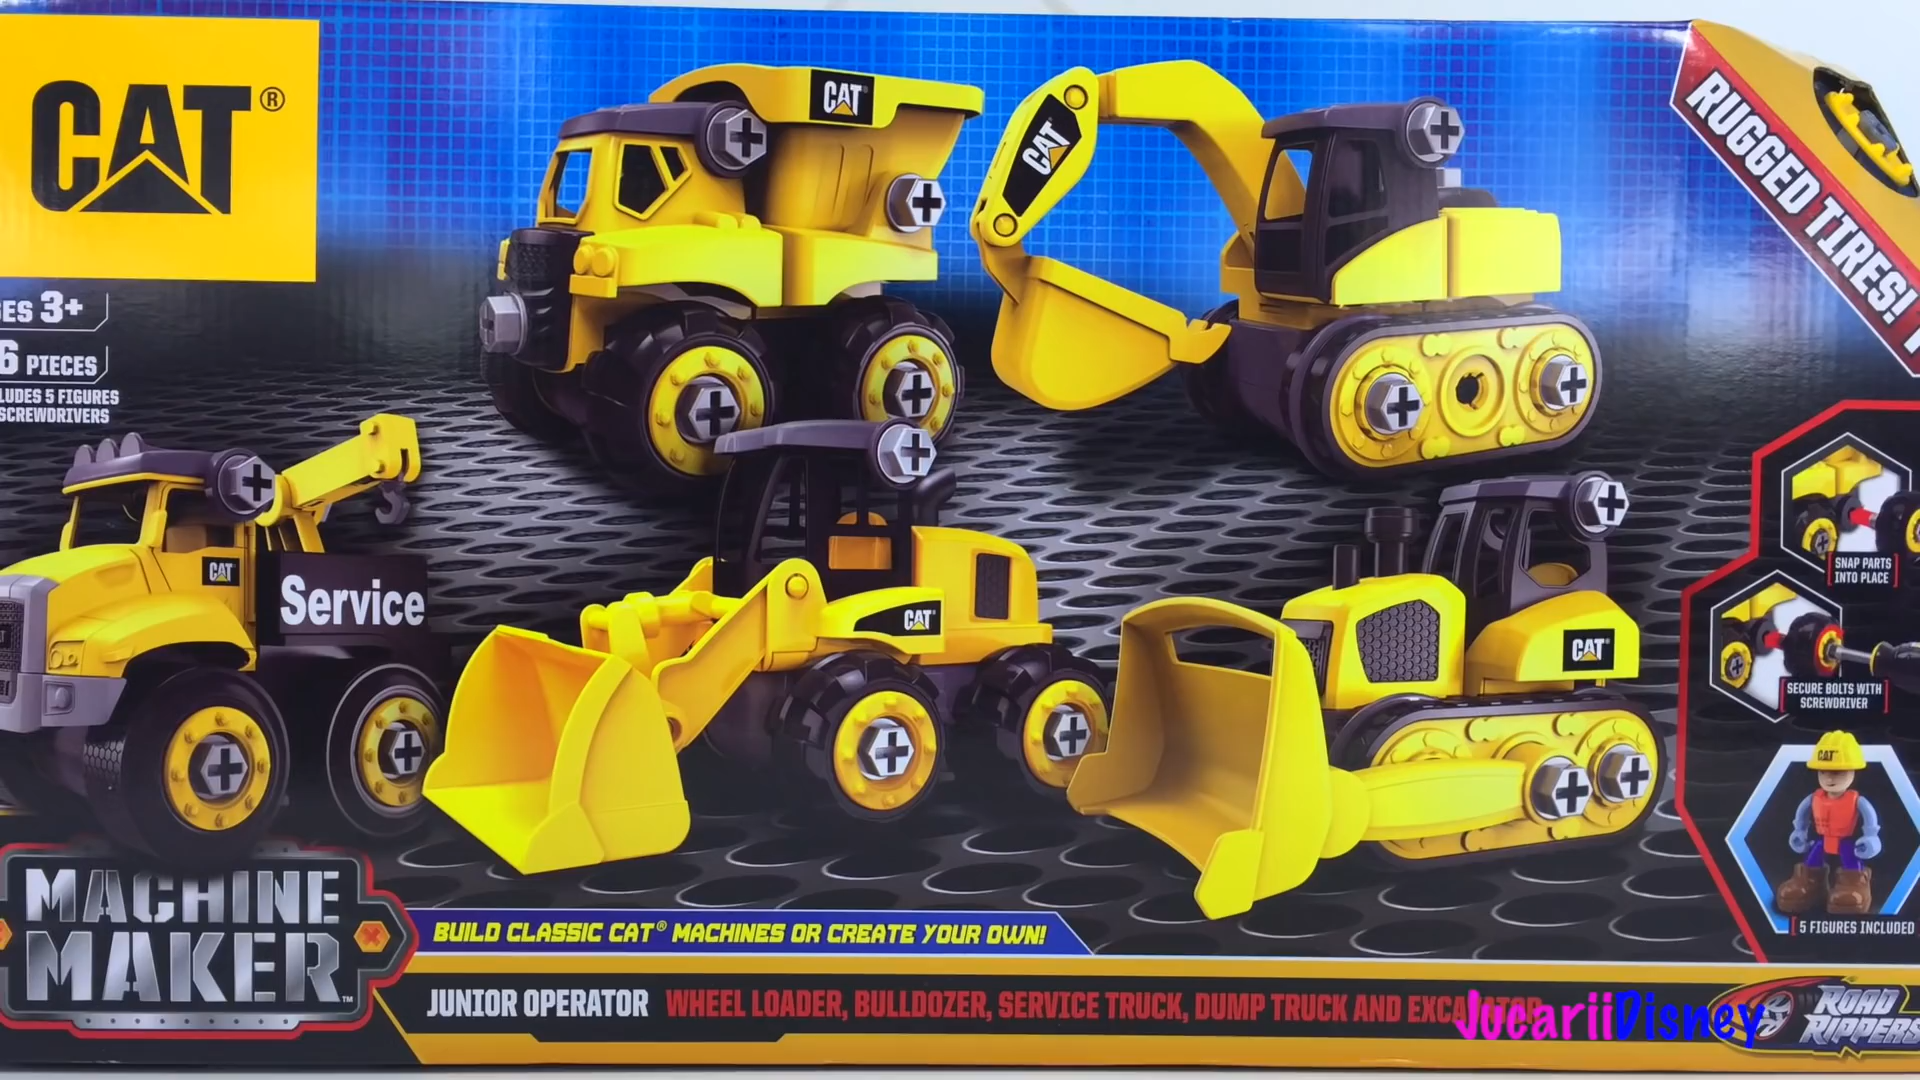 CAT®
ES 3+
6 PIECES
LUDES 5 FIGURES
SCREWDRIVERS
CAT
CAT
RUGGED TIRES!
CAT
Service
CAT
CAT
SNAP PARTS
INTO PLACE
SECURE BOLTS WITH
SCREWDRIVER
CAT
5 FIGURES INCLUDED
MACHINE
MAKER™
BUILD CLASSIC CAT® MACHINES OR CREATE YOUR OWN!
JUNIOR OPERATOR WHEEL LOADER, BULLDOZER, SERVICE TRUCK, DUMP TRUCK AND EXCAVATOR
JucariiDisney
ROAD
RIPPERS